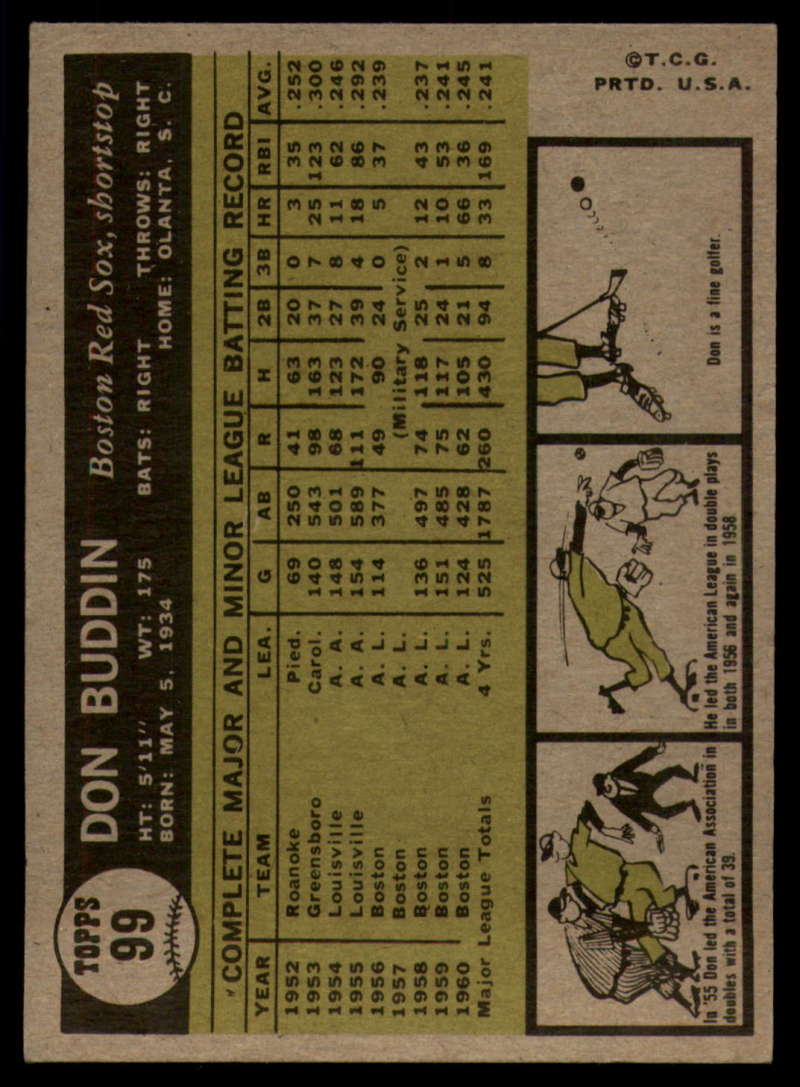 TOPPS
99
DON BUDDIN Boston Red Sox, shortstop
HT: 5'11" WT: 175 BATS: RIGHT THROWS: RIGHT
BORN: MAY 5, 1934 HOME: OLANTA, S. C.
COMPLETE MAJOR AND MINOR LEAGUE BATTING RECORD
YEAR TEAM LEA. G AB R H 2B 3B HR RBI AVG.
1952 Roanoke Pied. 69 250 41 63 20 0 3 35 .252
1953 Greensboro Carol. 140 543 98 163 37 7 25 123 .300
1954 Louisville A. A. 148 501 68 123 27 8 11 62 .246
1955 Louisville A. A. 154 589 111 172 39 4 18 86 .292
1956 Boston A. L. 114 377 49 90 24 0 5 37 .239
1957 Boston A. L. (Military Service)
1958 Boston A. L. 136 497 74 118 25 2 12 43 .237
1959 Boston A. L. 151 485 75 117 24 1 10 53 .241
1960 Boston A. L. 124 428 62 105 21 5 66 36 .245
Major League Totals 4 Yrs. 525 1787 260 430 94 8 33 169 .241
In '55 Don led the American Association in
doubles with a total of 39.
He led the American League in double plays
in both 1956 and again in 1958
Don is a fine golfer.
©T.C.G.
PRTD. U.S.A.